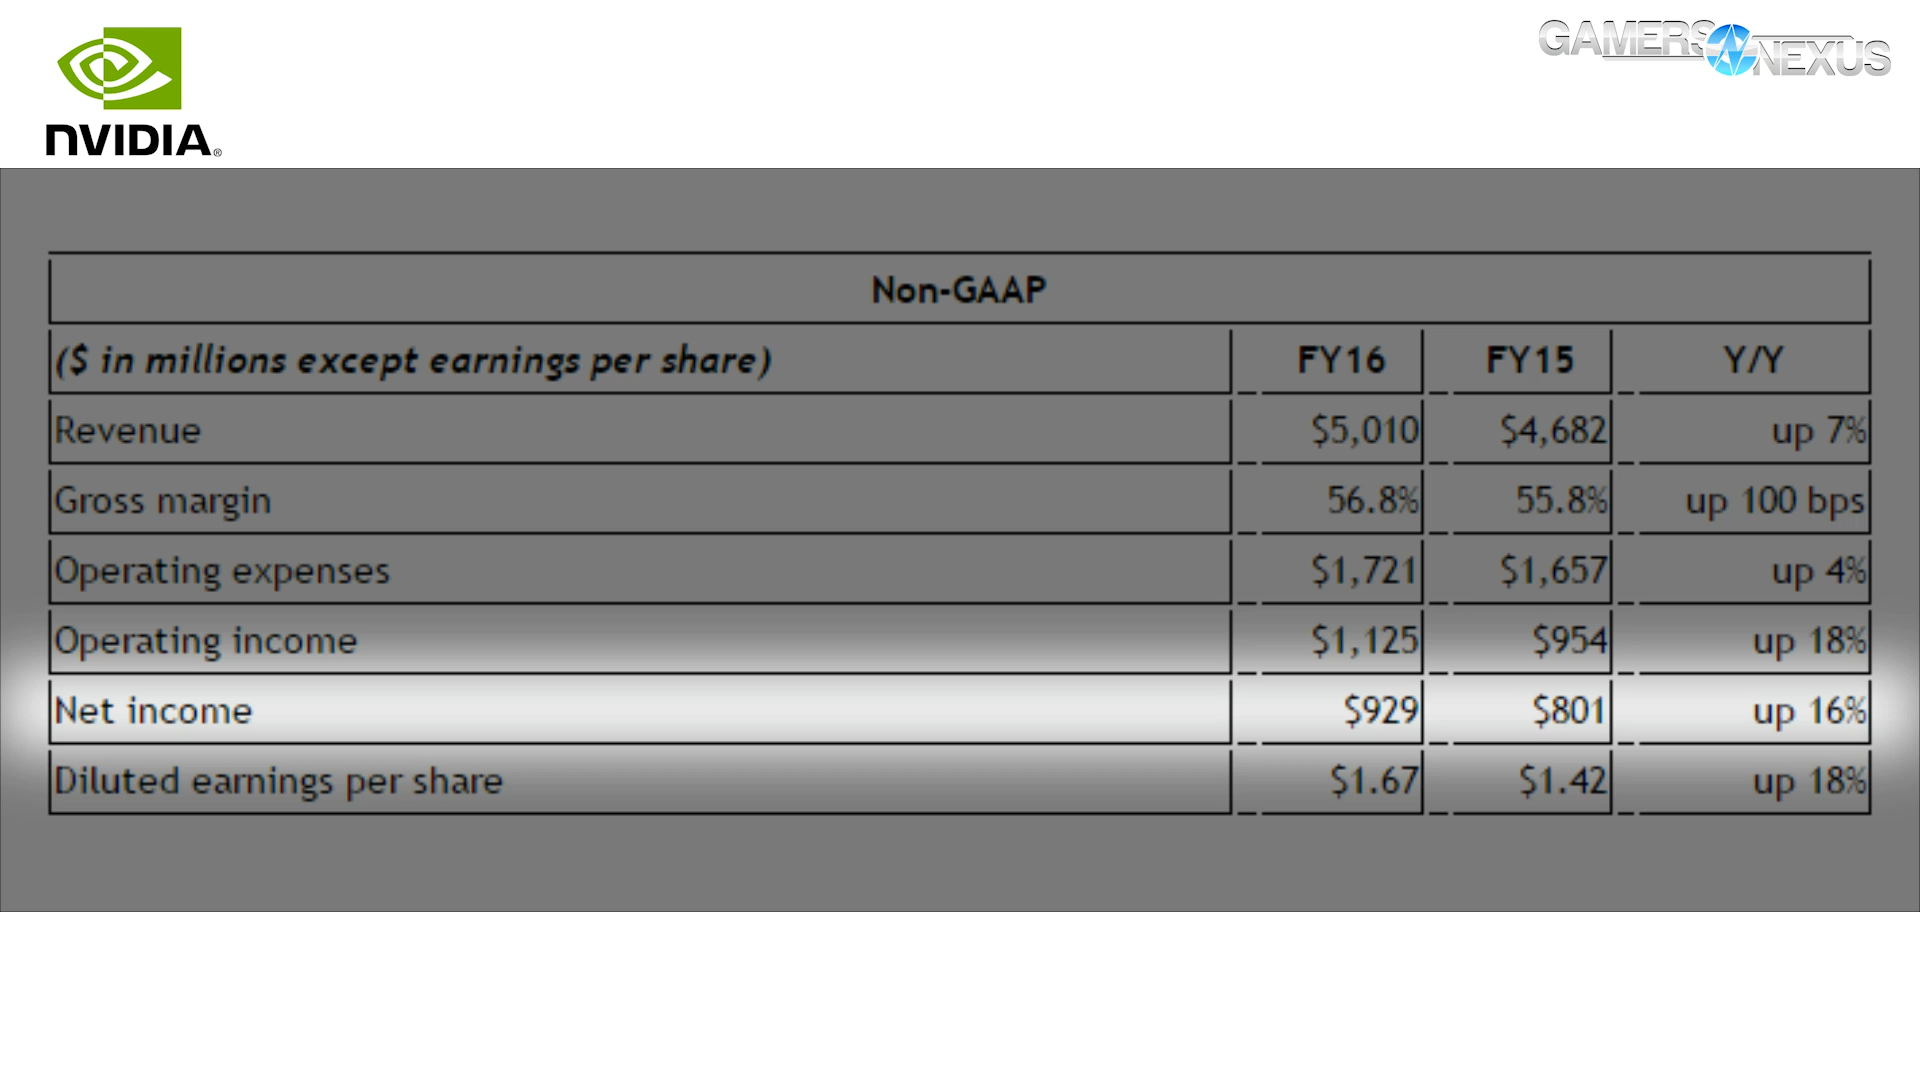 NVIDIA®
GAMERS NEXUS
Non-GAAP
($ in millions except earnings per share) FY16 FY15 Y/Y
Revenue $5,010 $4,682 up 7%
Gross margin 56.8% 55.8% up 100 bps
Operating expenses $1,721 $1,657 up 4%
Operating income $1,125 $954 up 18%
Net income $929 $801 up 16%
Diluted earnings per share $1.67 $1.42 up 18%